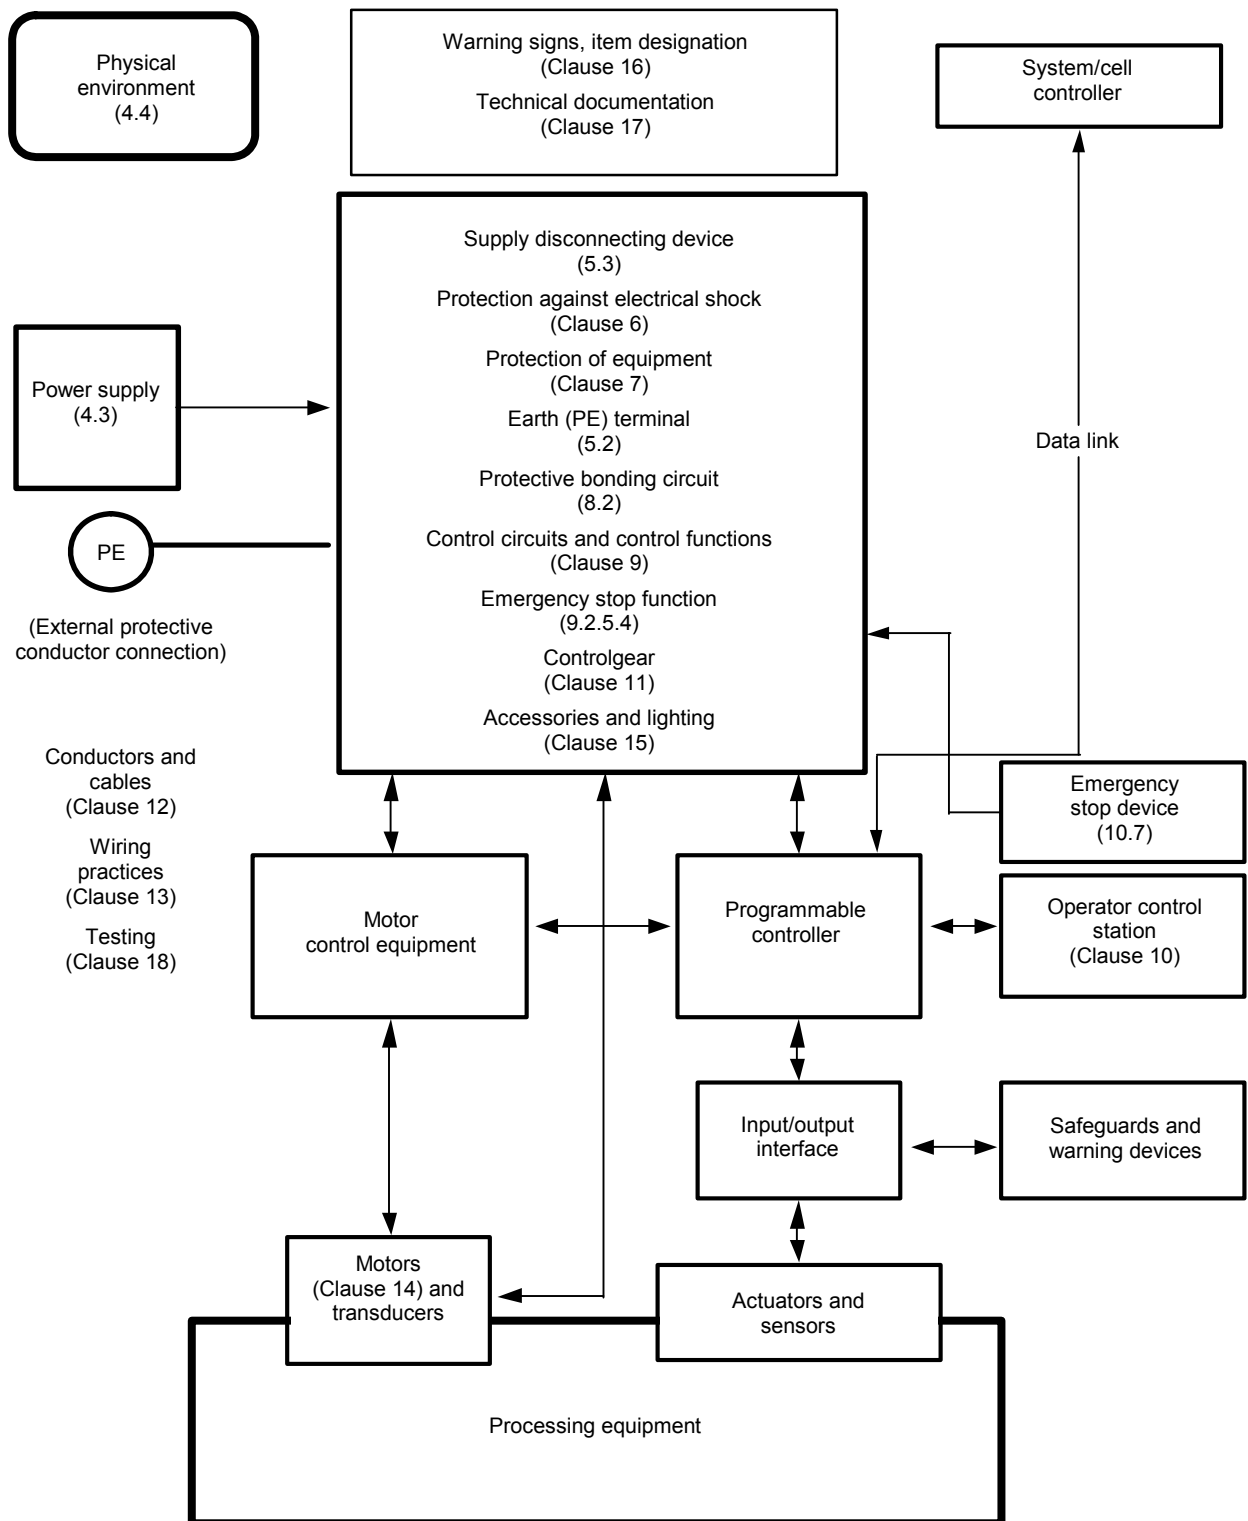 Physical
environment
(4.4)
Warning signs, item designation
(Clause 16)
Technical documentation
(Clause 17)
System/cell
controller
Supply disconnecting device
(5.3)
Protection against electrical shock
(Clause 6)
Protection of equipment
(Clause 7)
Earth (PE) terminal
(5.2)
Protective bonding circuit
(8.2)
Control circuits and control functions
(Clause 9)
Emergency stop function
(9.2.5.4)
Controlgear
(Clause 11)
Accessories and lighting
(Clause 15)
Power supply
(4.3)
PE
(External protective
conductor connection)
Data link
Conductors and
cables
(Clause 12)
Wiring
practices
(Clause 13)
Testing
(Clause 18)
Emergency
stop device
(10.7)
Motor
control equipment
Programmable
controller
Operator control
station
(Clause 10)
Input/output
interface
Safeguards and
warning devices
Motors
(Clause 14) and
transducers
Actuators and
sensors
Processing equipment